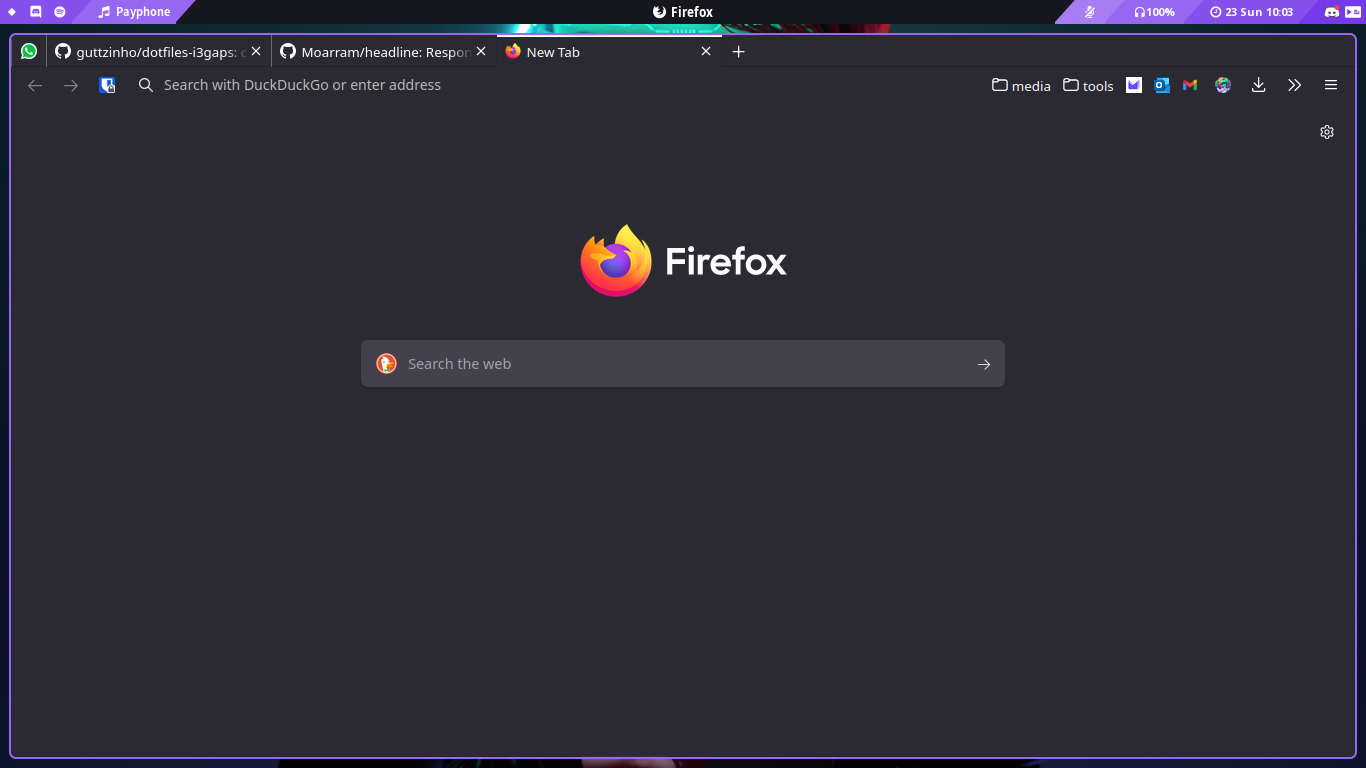 Payphone
Firefox
100%
23 Sun 10:03
guttzinho/dotfiles-i3gaps:
Moarram/headline: Respon
New Tab
Search with DuckDuckGo or enter address
media
tools
Firefox
Search the web